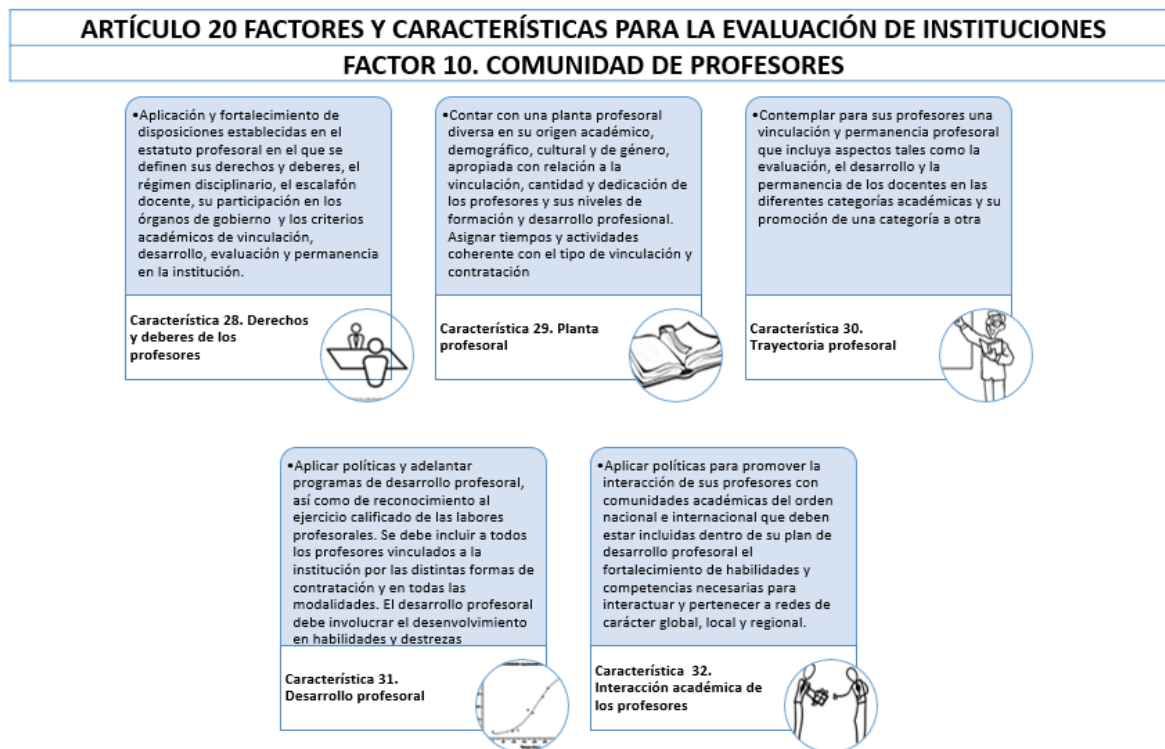 ARTÍCULO 20 FACTORES Y CARACTERÍSTICAS PARA LA EVALUACIÓN DE INSTITUCIONES
FACTOR 10. COMUNIDAD DE PROFESORES
•Aplicación y fortalecimiento de
disposiciones establecidas en el
estatuto profesoral en el que se
definen sus derechos y deberes, el
régimen disciplinario, el escalafón
docente, su participación en los
órganos de gobierno y los criterios
académicos de vinculación,
desarrollo, evaluación y permanencia
en la institución.
Característica 28. Derechos
y deberes de los
profesores
•Contar con una planta profesoral
diversa en su origen académico,
demográfico, cultural y de género,
apropiada con relación a la
vinculación, cantidad y dedicación de
los profesores y sus niveles de
formación y desarrollo profesional.
Asignar tiempos y actividades
coherente con el tipo de vinculación y
contratación
Característica 29. Planta
profesoral
•Contemplar para sus profesores una
vinculación y permanencia profesoral
que incluya aspectos tales como la
evaluación, el desarrollo y la
permanencia de los docentes en las
diferentes categorías académicas y su
promoción de una categoría a otra
Característica 30.
Trayectoria profesoral
•Aplicar políticas y adelantar
programas de desarrollo profesoral,
así como de reconocimiento al
ejercicio calificado de las labores
profesorales. Se debe incluir a todos
los profesores vinculados a la
institución por las distintas formas de
contratación y en todas las
modalidades. El desarrollo profesoral
debe involucrar el desenvolvimiento
en habilidades y destrezas
Característica 31.
Desarrollo profesoral
•Aplicar políticas para promover la
interacción de sus profesores con
comunidades académicas del orden
nacional e internacional que deben
estar incluidas dentro de su plan de
desarrollo profesoral el
fortalecimiento de habilidades y
competencias necesarias para
interactuar y pertenecer a redes de
carácter global, local y regional.
Característica 32.
Interacción académica de
los profesores